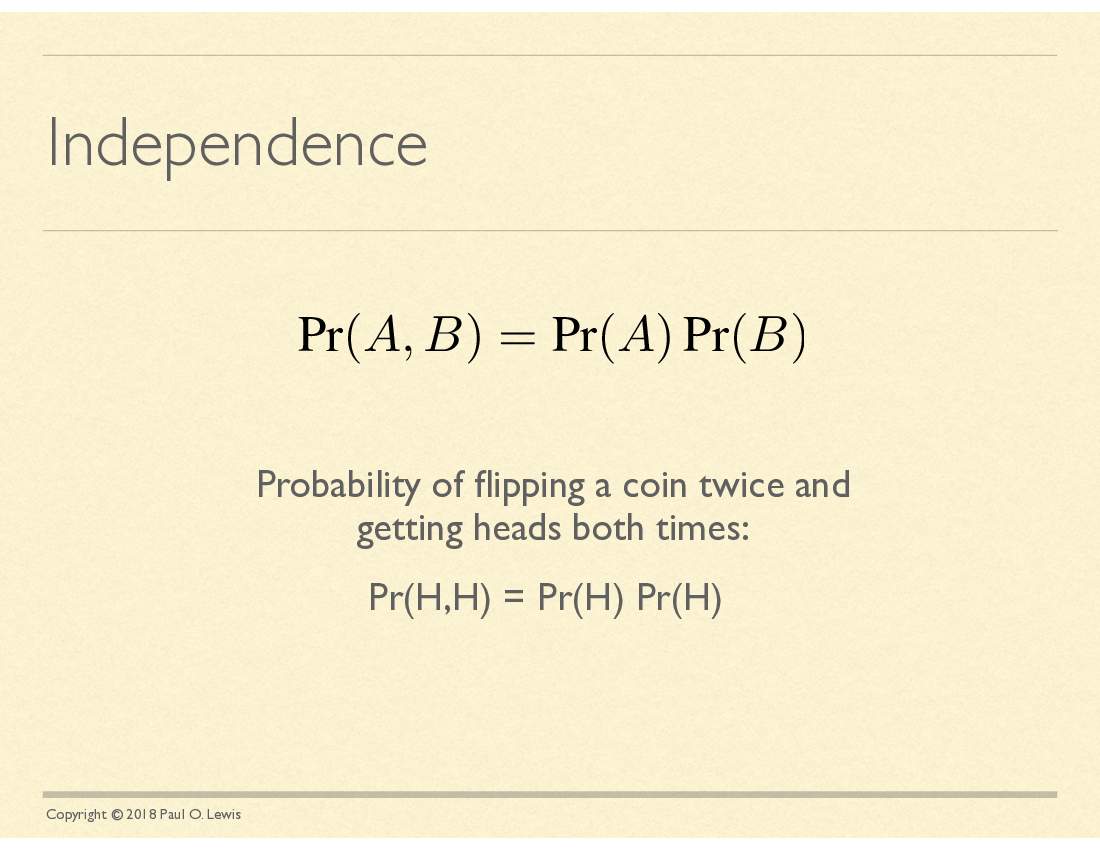 Independence
Pr(A, B) = Pr(A) Pr(B)
Probability of flipping a coin twice and
getting heads both times:
Pr(H,H) = Pr(H) Pr(H)
Copyright © 2018 Paul O. Lewis